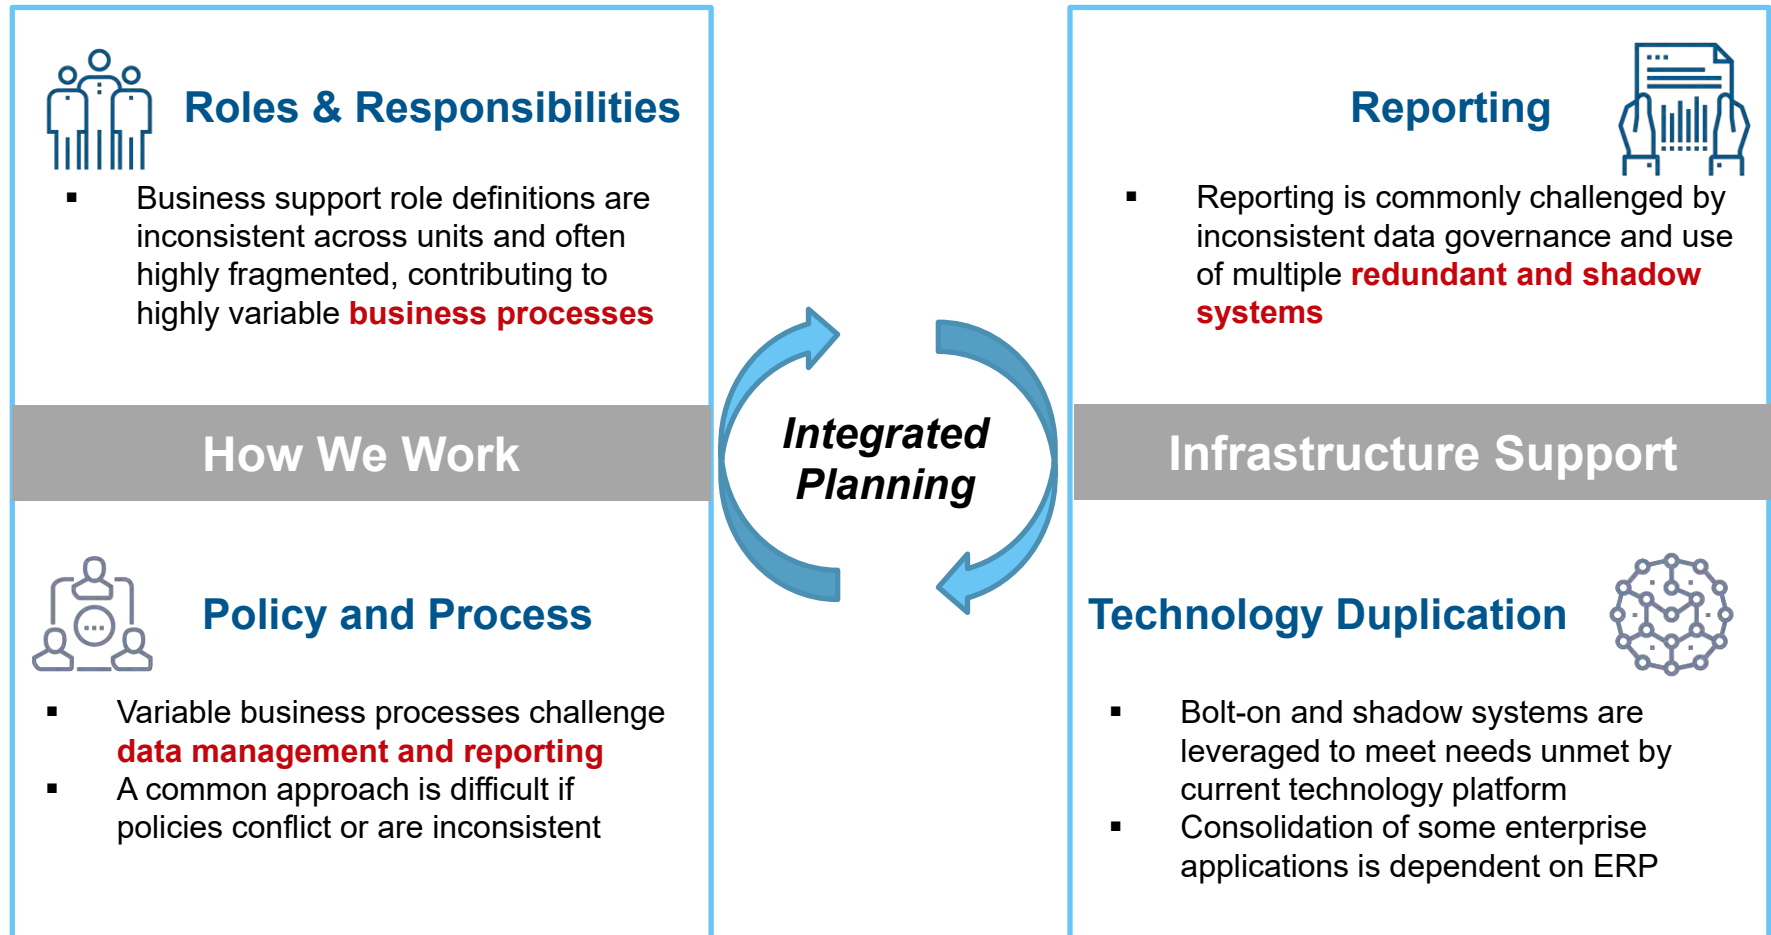 Roles & Responsibilities
▪ Business support role definitions are
inconsistent across units and often
highly fragmented, contributing to
highly variable business processes
How We Work
Policy and Process
▪ Variable business processes challenge
data management and reporting
▪ A common approach is difficult if
policies conflict or are inconsistent
Integrated
Planning
Reporting
▪ Reporting is commonly challenged by
inconsistent data governance and use
of multiple redundant and shadow
systems
Infrastructure Support
Technology Duplication
▪ Bolt-on and shadow systems are
leveraged to meet needs unmet by
current technology platform
▪ Consolidation of some enterprise
applications is dependent on ERP